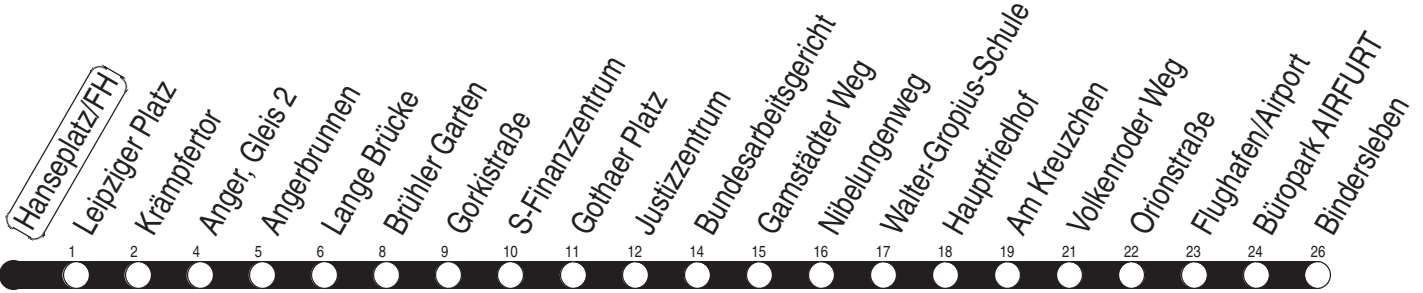 Hanseplatz/FH
Leipziger Platz
Krämpfertor
Anger, Gleis 2
Angerbrunnen
Lange Brücke
Brühler Garten
Gorkistraße
S-Finanzzentrum
Gothaer Platz
Justizzentrum
Bundesarbeitsgericht
Gamstädter Weg
Nibelungenweg
Walter-Gropius-Schule
Hauptfriedhof
Am Kreuzchen
Volkenroder Weg
Orionstraße
Flughafen/Airport
Büropark AIRFURT
Bindersleben
1 2 4 5 6 8 9 10 11 12 14 15 16 17 18 19 21 22 23 24 26